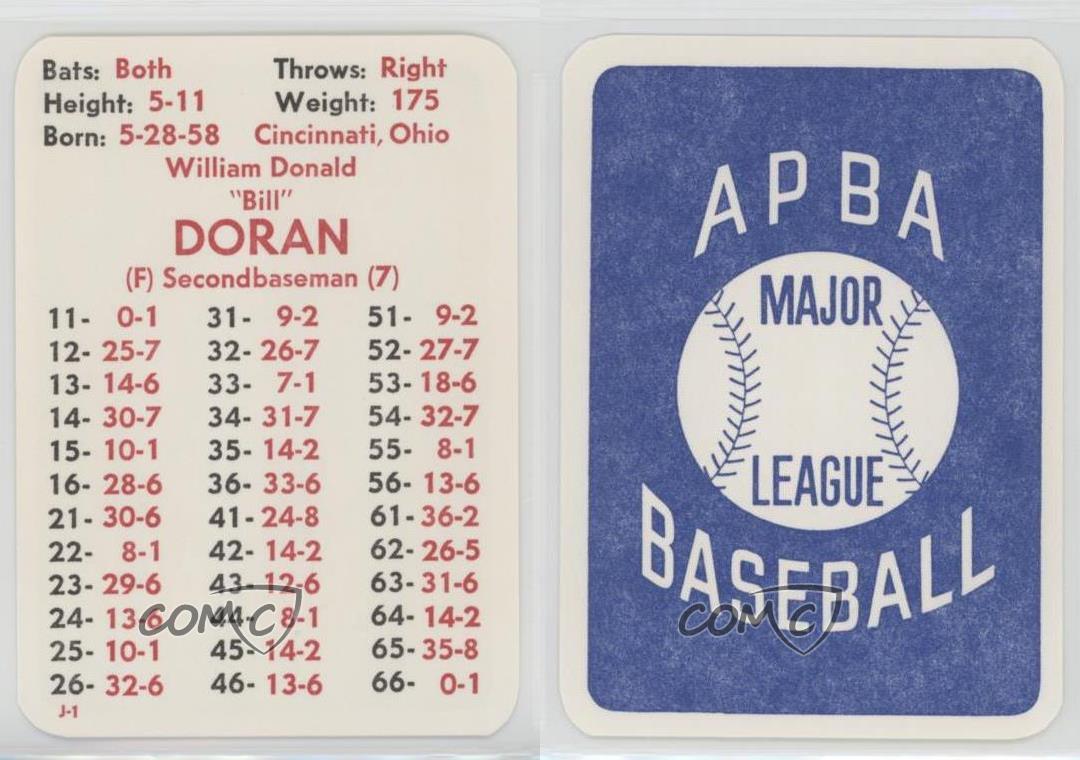 Bats: Both Throws: Right
Height: 5-11 Weight: 175
Born: 5-28-58 Cincinnati, Ohio
William Donald
"Bill"
DORAN
(F) Secondbaseman (7)
11- 0-1 31- 9-2 51- 9-2
12- 25-7 32- 26-7 52- 27-7
13- 14-6 33- 7-1 53- 18-6
14- 30-7 34- 31-7 54- 32-7
15- 10-1 35- 14-2 55- 8-1
16- 28-6 36- 33-6 56- 13-6
21- 30-6 41- 24-8 61- 36-2
22- 8-1 42- 14-2 62- 26-5
23- 29-6 43- 12-6 63- 31-6
24- 13-6 44- 8-1 64- 14-2
25- 10-1 45- 14-2 65- 35-8
26- 32-6 46- 13-6 66- 0-1
J-1
COMC
APBA
MAJOR
LEAGUE
BASEBALL
COMC